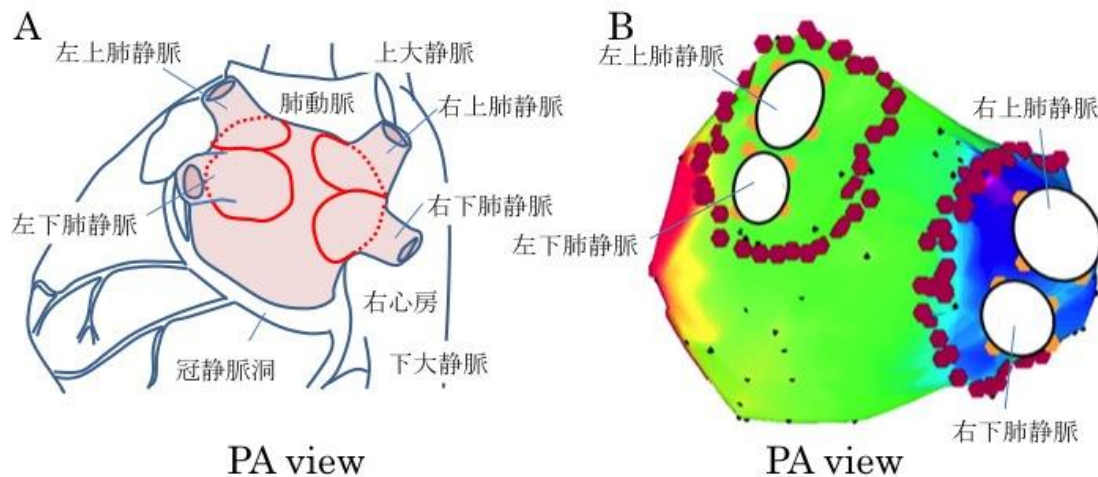 A
左上肺静脈
上大静脈
肺動脈
右上肺静脈
左下肺静脈
右下肺静脈
右心房
冠静脈洞
下大静脈
PA view
B
左上肺静脈
右上肺静脈
左下肺静脈
右下肺静脈
PA view